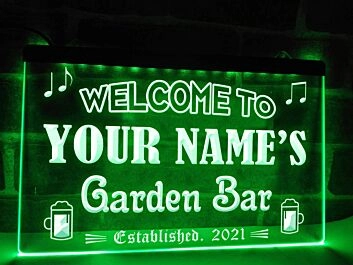 WELCOME TO
YOUR NAME'S
Garden Bar
Established. 2021